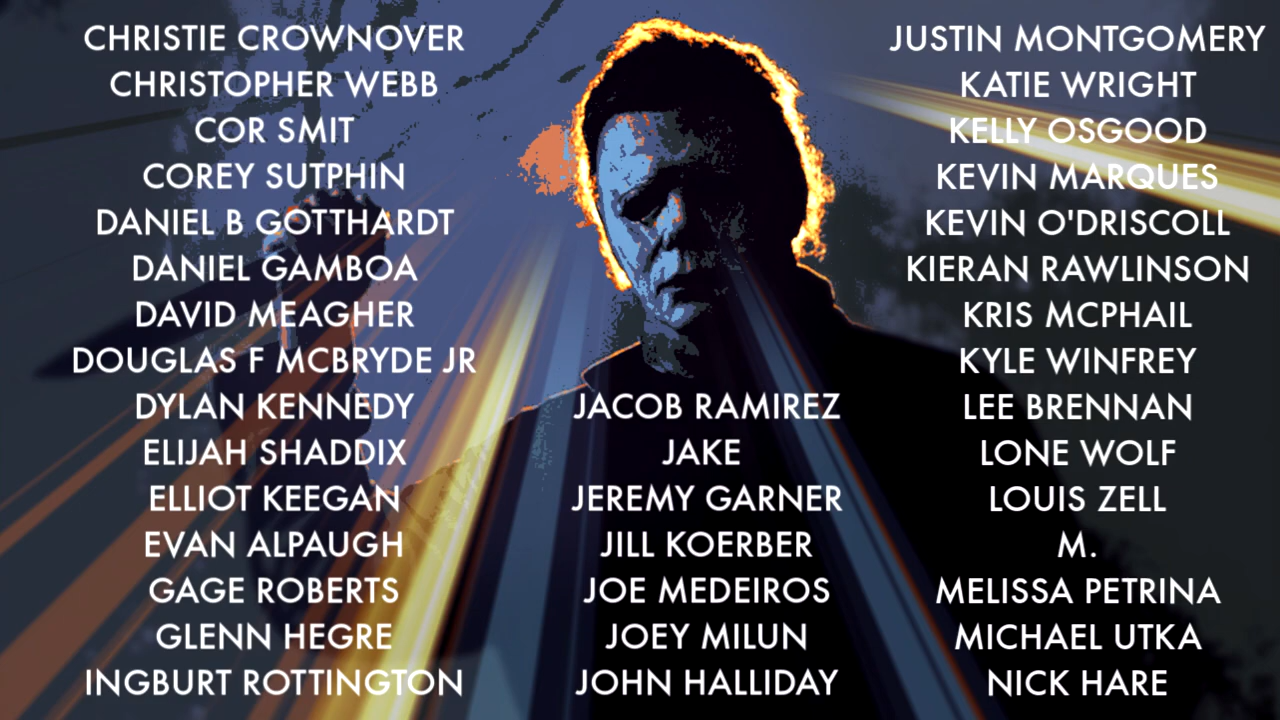 CHRISTIE CROWNOVER
CHRISTOPHER WEBB
COR SMIT
COREY SUTPHIN
DANIEL B GOTTHARDT
DANIEL GAMBOA
DAVID MEAGHER
DOUGLAS F MCBRYDE JR
DYLAN KENNEDY
ELIJAH SHADDIX
ELLIOT KEEGAN
EVAN ALPAUGH
GAGE ROBERTS
GLENN HEGRE
INGBURT ROTTINGTON
JACOB RAMIREZ
JAKE
JEREMY GARNER
JILL KOERBER
JOE MEDEIROS
JOEY MILUN
JOHN HALLIDAY
JUSTIN MONTGOMERY
KATIE WRIGHT
KELLY OSGOOD
KEVIN MARQUES
KEVIN O'DRISCOLL
KIERAN RAWLINSON
KRIS MCPHAIL
KYLE WINFREY
LEE BRENNAN
LONE WOLF
LOUIS ZELL
M.
MELISSA PETRINA
MICHAEL UTKA
NICK HARE